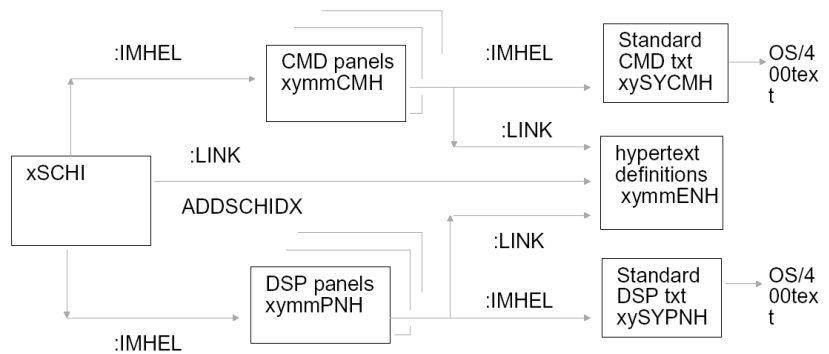 :IMHEL
CMD panels
xymmCMH
:IMHEL
Standard
CMD txt
xySYCMH
OS/4
00tex
t
:LINK
xSCHI
:LINK
ADDSCHIDX
hypertext
definitions
xymmENH
:LINK
DSP panels
xymmPNH
:IMHEL
Standard
DSP txt
xySYPNH
OS/4
00tex
t
:IMHEL